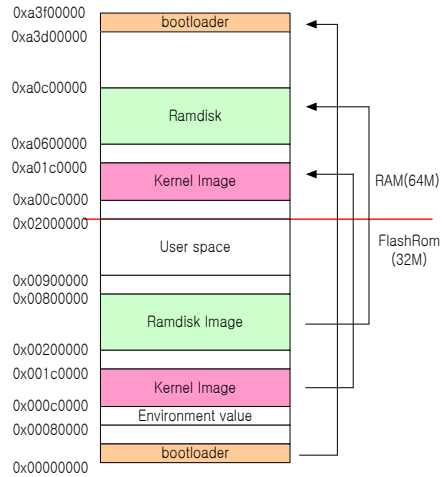 0xa3f00000
bootloader
0xa3d00000
0xa0c00000
Ramdisk
0xa0600000
0xa01c0000
Kernel Image
RAM(64M)
0xa00c0000
0x02000000
User space
FlashRom
(32M)
0x00900000
0x00800000
Ramdisk Image
0x00200000
0x001c0000
Kernel Image
0x000c0000
Environment value
0x00080000
bootloader
0x00000000